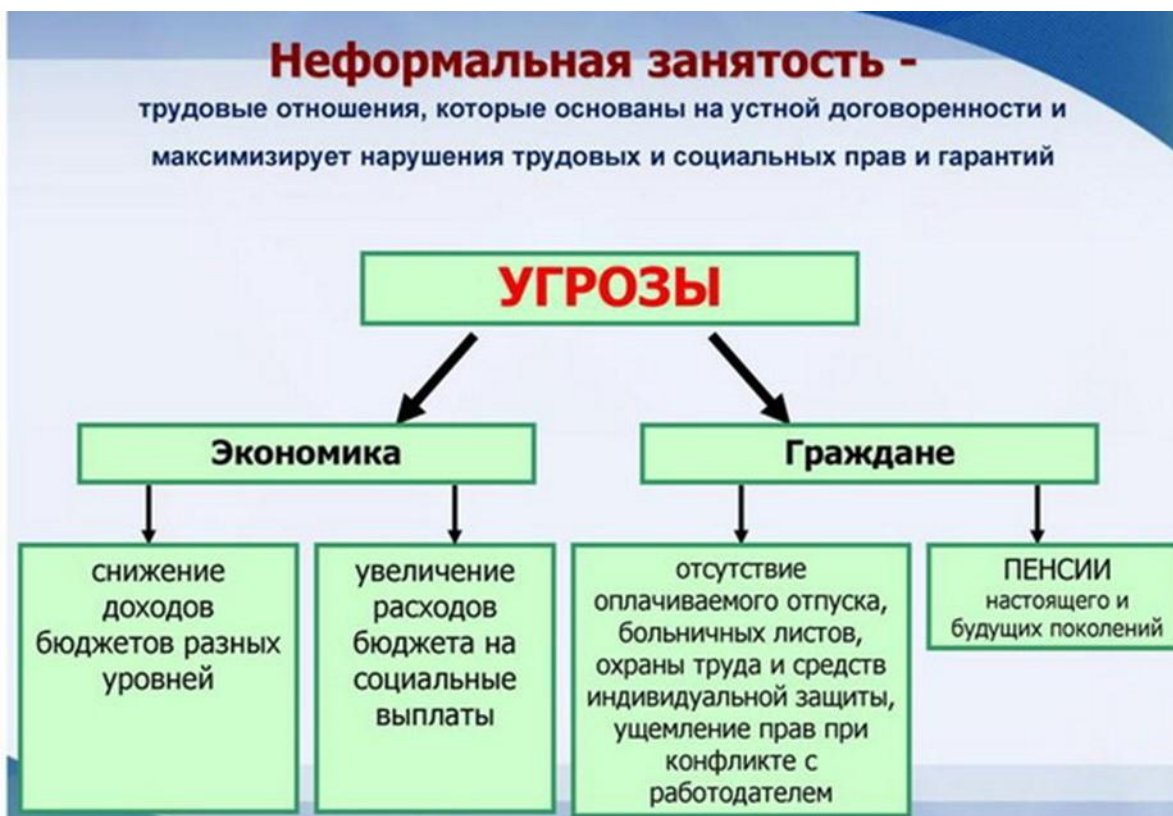 Неформальная занятость -
трудовые отношения, которые основаны на устной договоренности и
максимизирует нарушения трудовых и социальных прав и гарантий
УГРОЗЫ
Экономика
Граждане
снижение
доходов
бюджетов разных
уровней
увеличение
расходов
бюджета на
социальные
выплаты
отсутствие
оплачиваемого отпуска,
больничных листов,
охраны труда и средств
индивидуальной защиты,
ущемление прав при
конфликте с
работодателем
ПЕНСИИ
настоящего и
будущих поколений